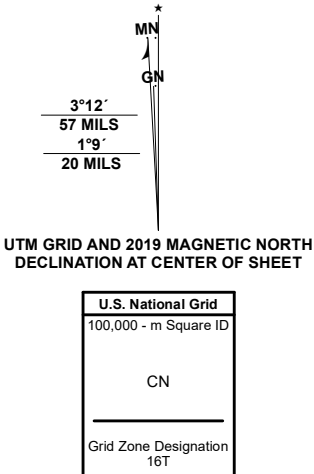 MN
GN
3°12´
57 MILS
1°9´
20 MILS
UTM GRID AND 2019 MAGNETIC NORTH
DECLINATION AT CENTER OF SHEET
U.S. National Grid
100,000 - m Square ID
CN
Grid Zone Designation
16T